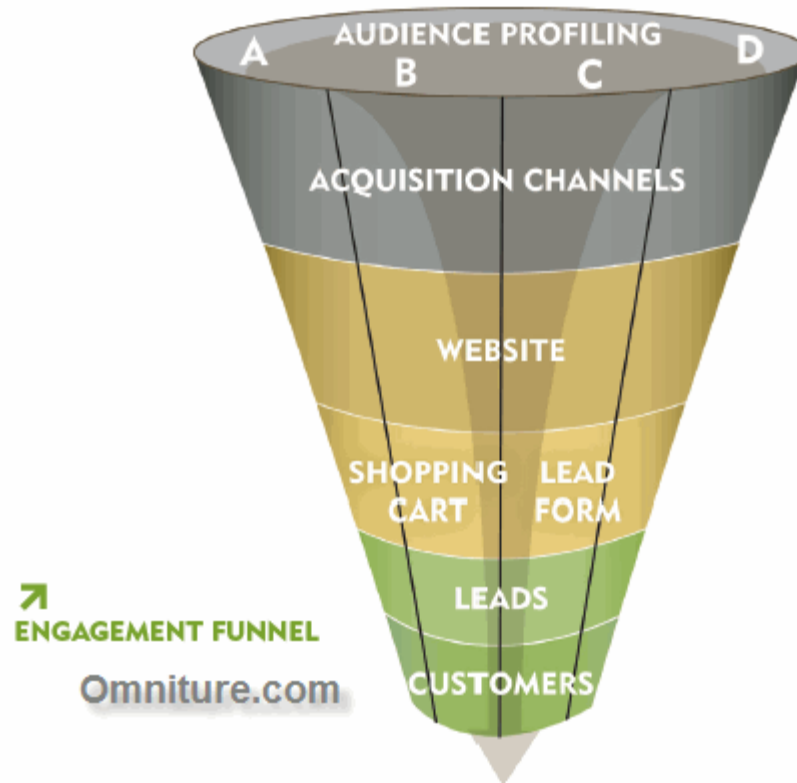 AUDIENCE PROFILING
A B C D
ACQUISITION CHANNELS
WEBSITE
SHOPPING CART
LEAD FORM
LEADS
CUSTOMERS
ENGAGEMENT FUNNEL
Omniture.com